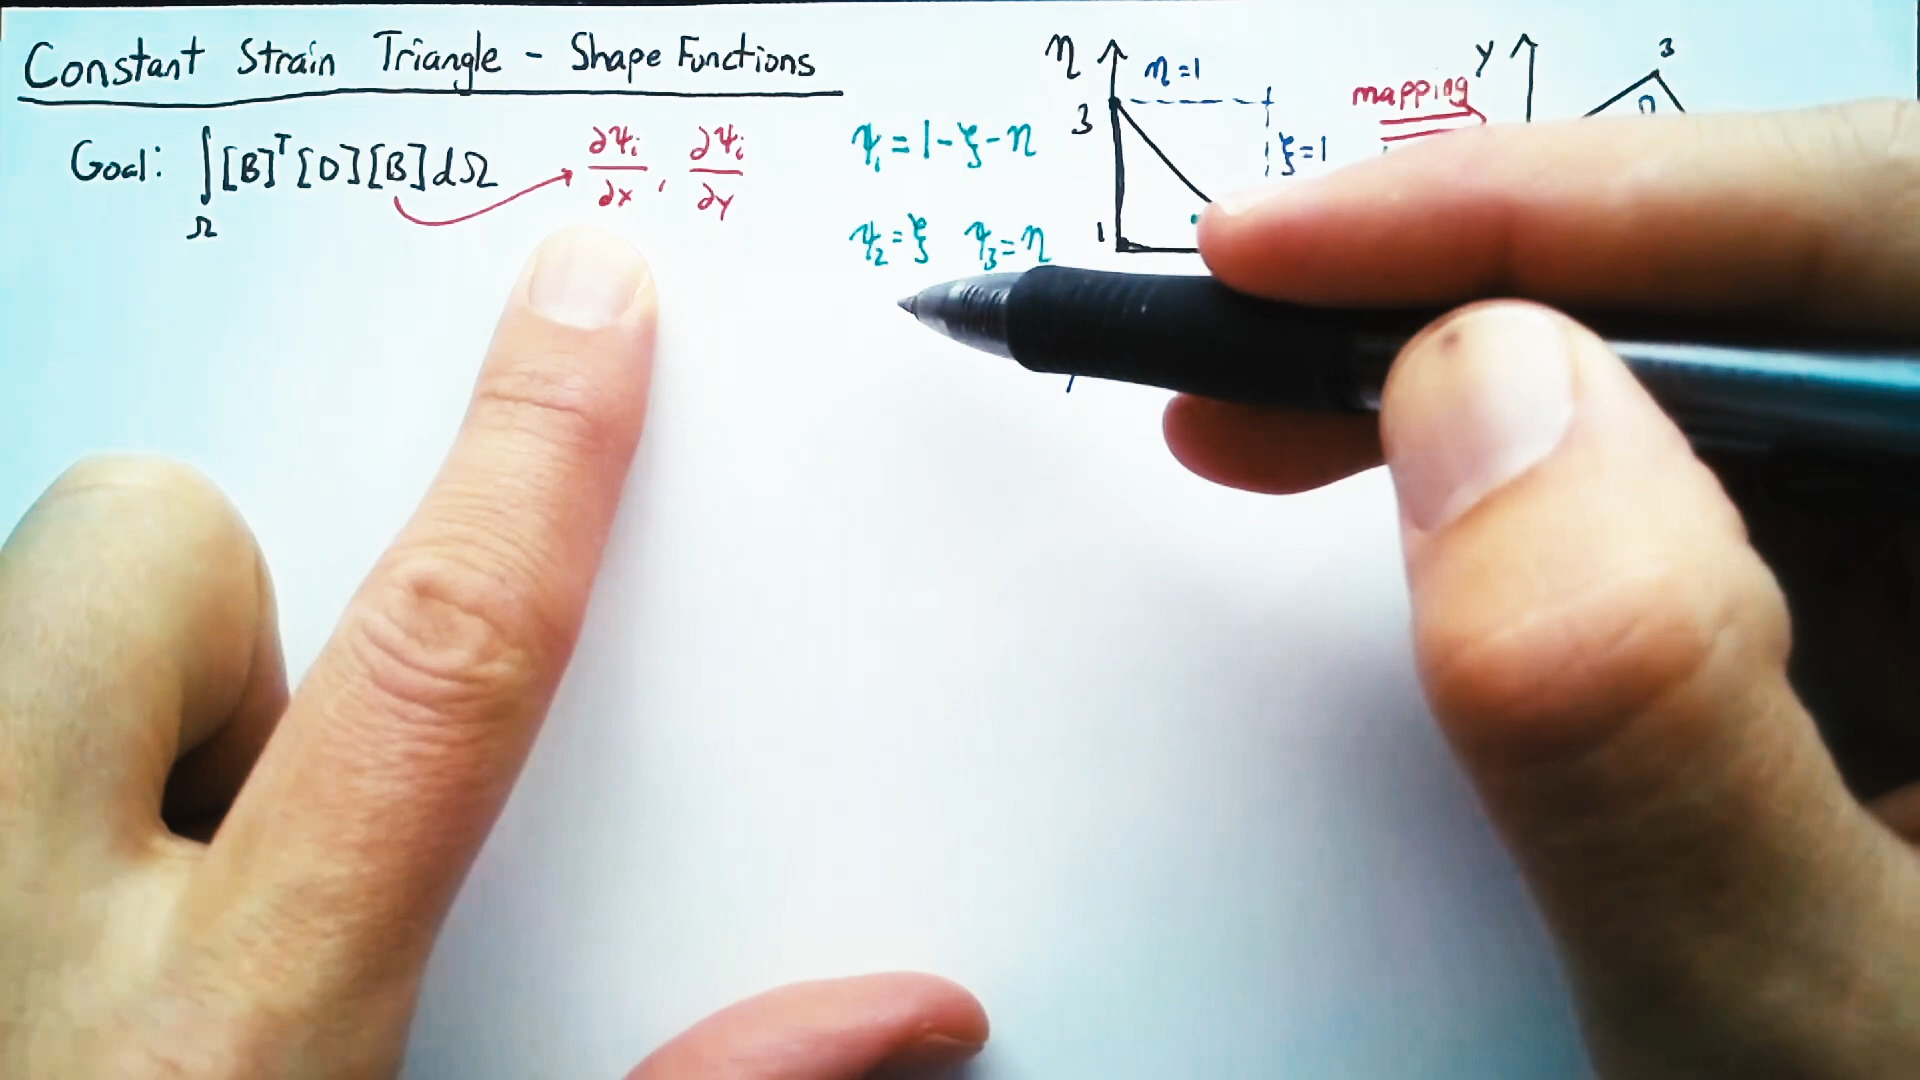 Constant Strain Triangle - Shape Functions
Goal: ∫Ω [B]ᵀ[D][B]dΩ → ∂Ψi/∂x , ∂Ψi/∂y
Ψ1 = 1-ξ-η
Ψ2=ξ Ψ3=η
η
η=1
3
ξ=1
1
mapping
y
3
η